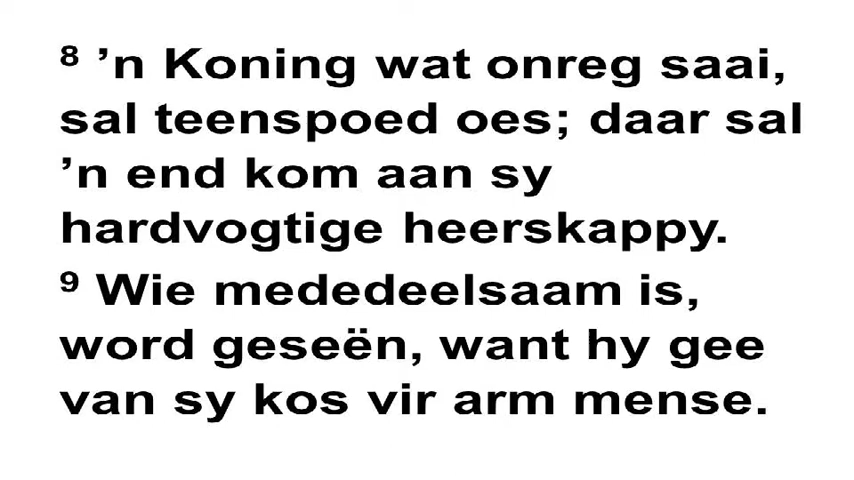 ⁸ ’n Koning wat onreg saai,
sal teenspoed oes; daar sal
’n end kom aan sy
hardvogtige heerskappy.
⁹ Wie mededeelsaam is,
word geseën, want hy gee
van sy kos vir arm mense.